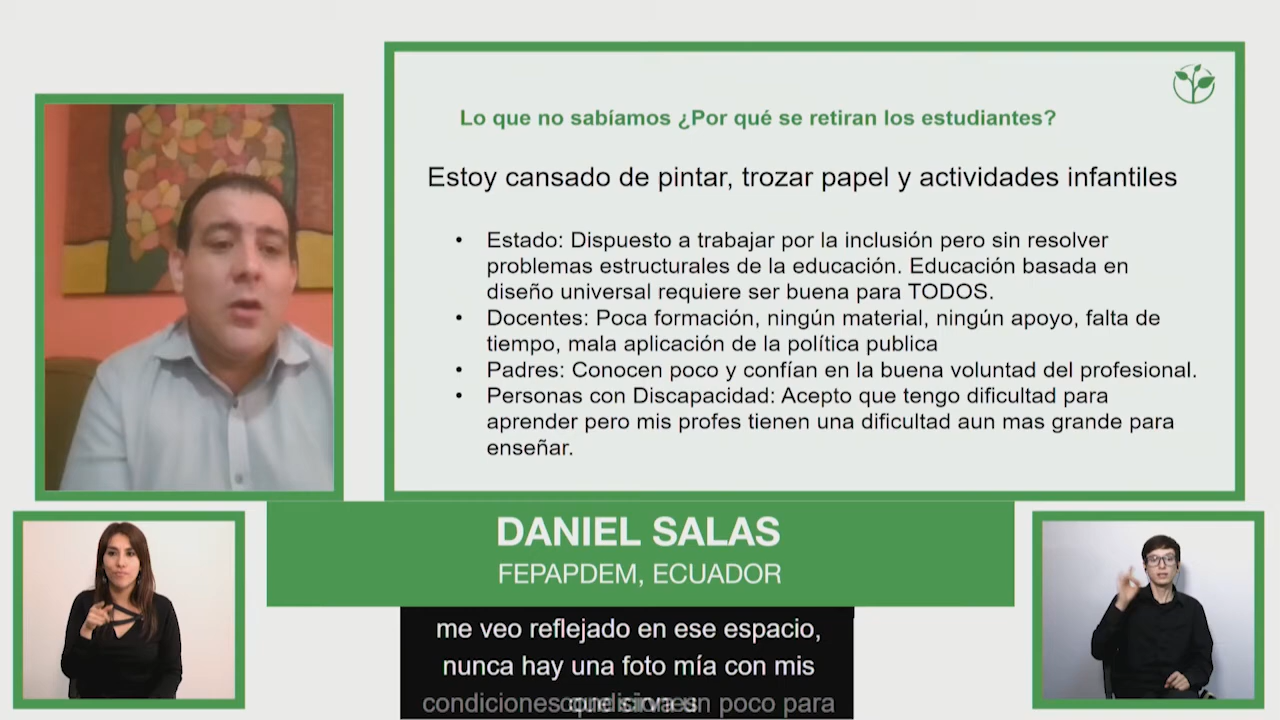 Lo que no sabíamos ¿Por qué se retiran los estudiantes?
Estoy cansado de pintar, trozar papel y actividades infantiles
• Estado: Dispuesto a trabajar por la inclusión pero sin resolver
problemas estructurales de la educación. Educación basada en
diseño universal requiere ser buena para TODOS.
• Docentes: Poca formación, ningún material, ningún apoyo, falta de
tiempo, mala aplicación de la política publica
• Padres: Conocen poco y confían en la buena voluntad del profesional.
• Personas con Discapacidad: Acepto que tengo dificultad para
aprender pero mis profes tienen una dificultad aun mas grande para
enseñar.
DANIEL SALAS
FEPAPDEM, ECUADOR
me veo reflejado en ese espacio,
nunca hay una foto mía con mis
condiciones un poco para